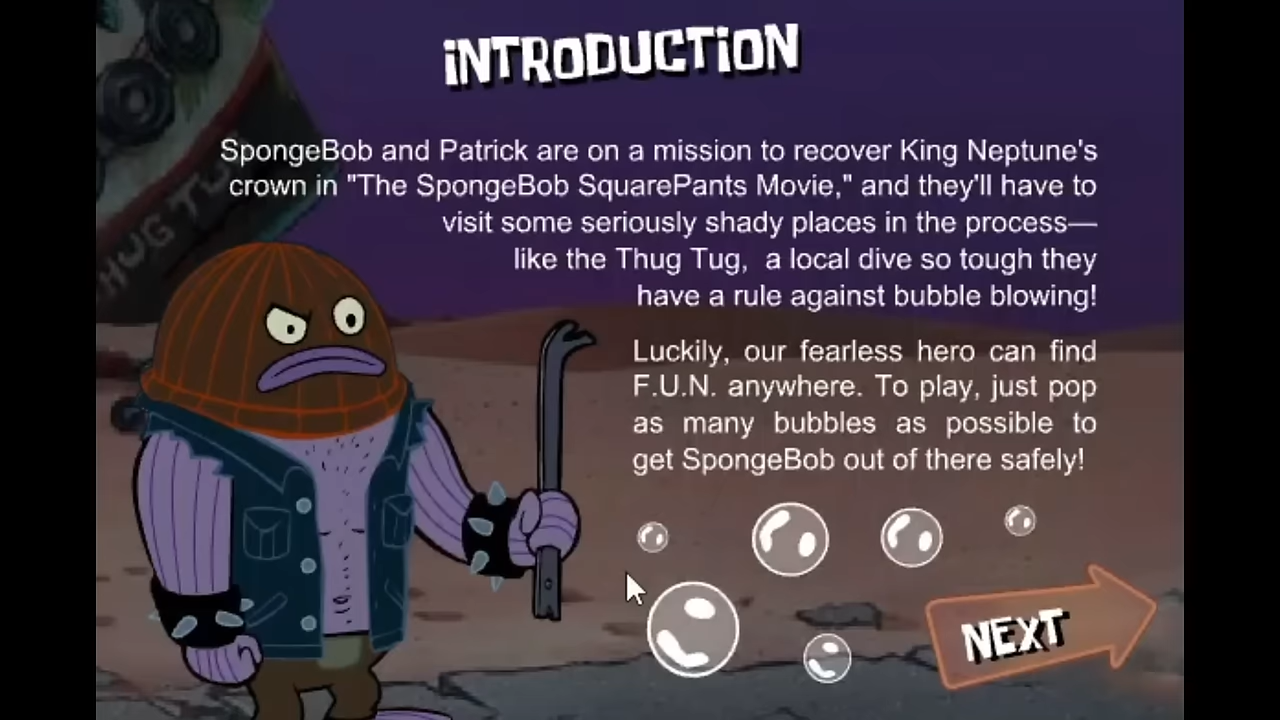 INTRODUCTION
SpongeBob and Patrick are on a mission to recover King Neptune's
crown in "The SpongeBob SquarePants Movie," and they'll have to
visit some seriously shady places in the process—
like the Thug Tug,  a local dive so tough they
have a rule against bubble blowing!
Luckily, our fearless hero can find
F.U.N. anywhere. To play, just pop
as many bubbles as possible to
get SpongeBob out of there safely!
NEXT